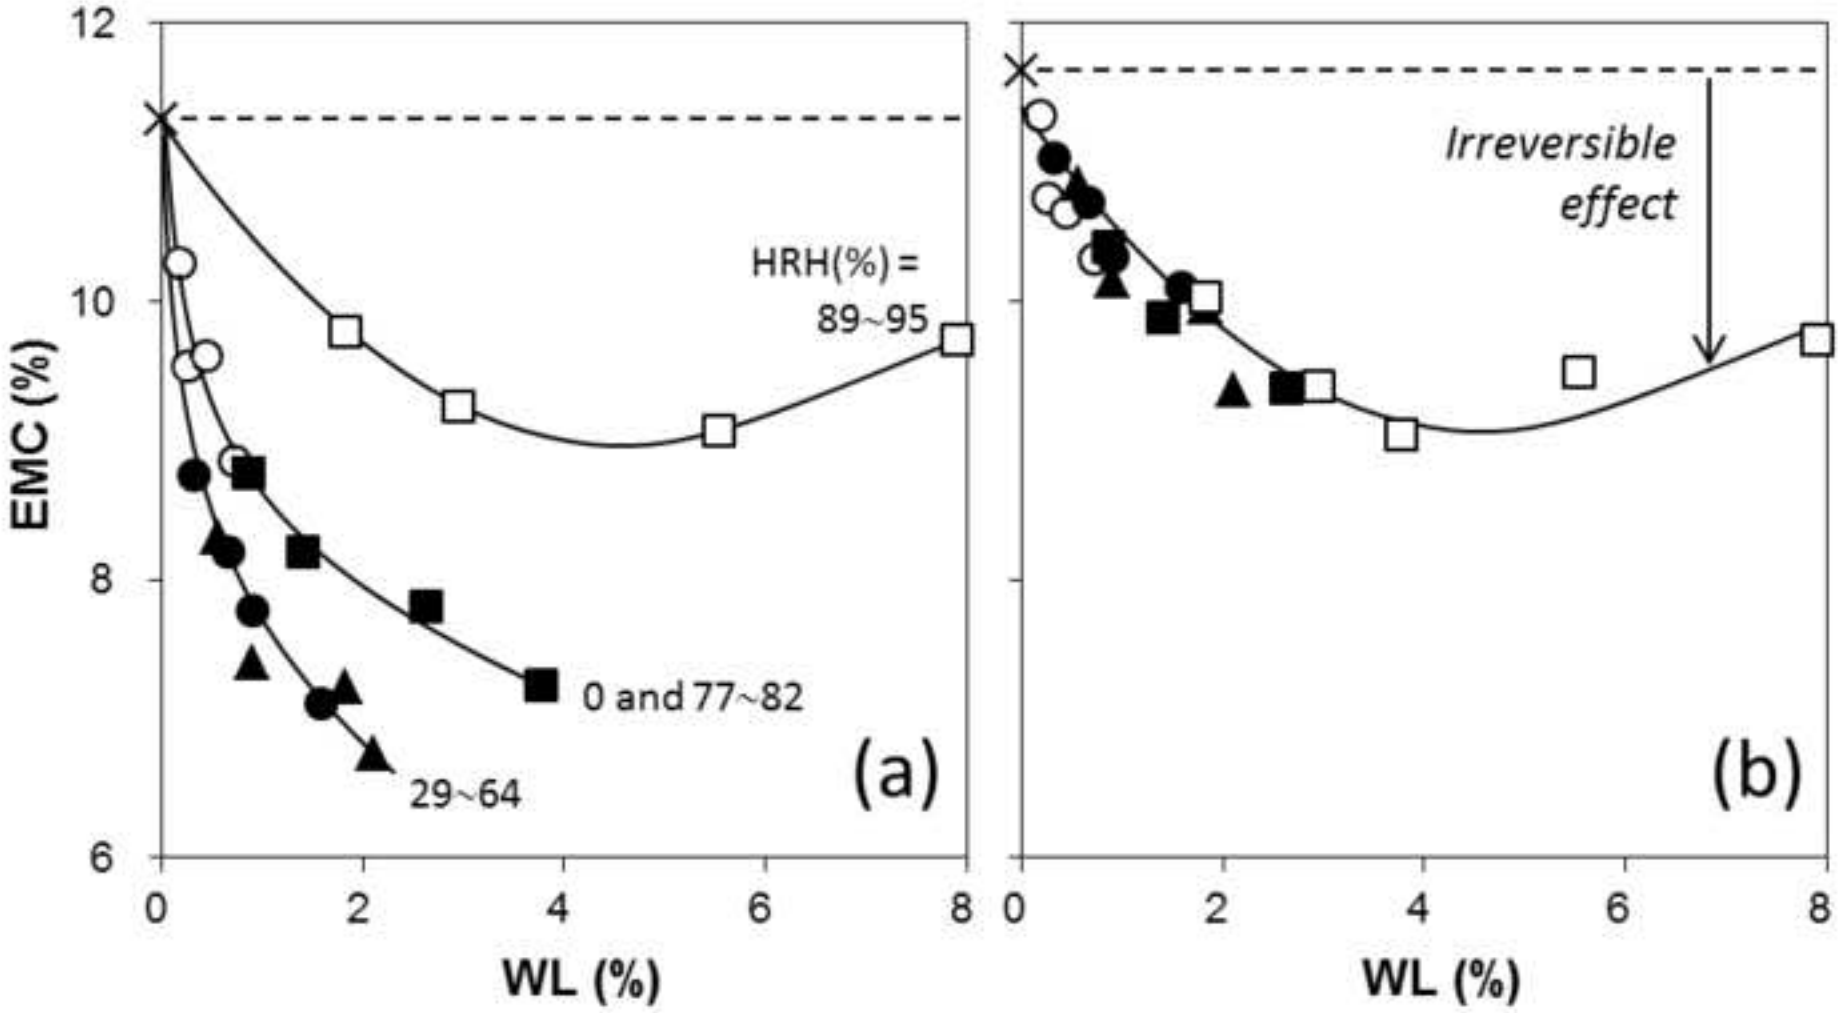 12
10
8
6
EMC (%)
0 2 4 6 8
WL (%)
HRH(%) =
89~95
0 and 77~82
29~64
(a)
Irreversible
effect
(b)
0 2 4 6 8
WL (%)